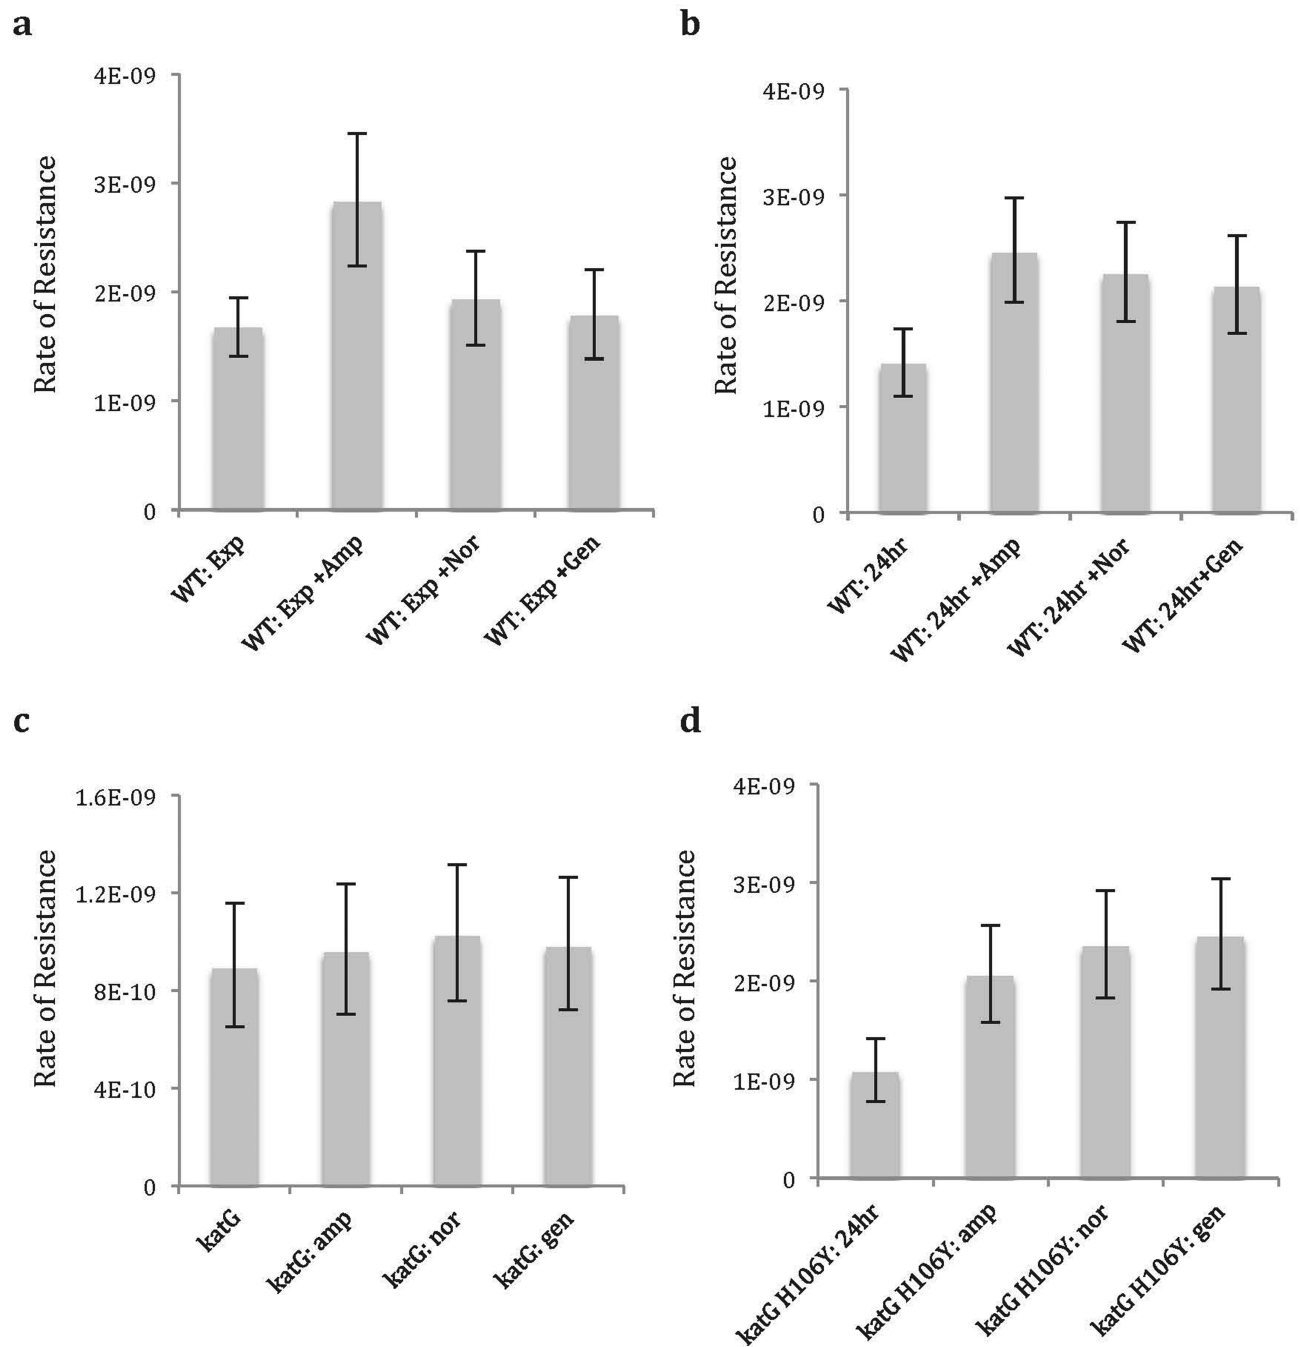 a
4E-09
3E-09
2E-09
1E-09
0
Rate of Resistance
WT: Exp
WT: Exp +Amp
WT: Exp +Nor
WT: Exp +Gen
b
4E-09
3E-09
2E-09
1E-09
0
Rate of Resistance
WT: 24hr
WT: 24hr +Amp
WT: 24hr +Nor
WT: 24hr+Gen
c
1.6E-09
1.2E-09
8E-10
4E-10
0
Rate of Resistance
katG
katG: amp
katG: nor
katG: gen
d
4E-09
3E-09
2E-09
1E-09
0
Rate of Resistance
katG H106Y: 24hr
katG H106Y: amp
katG H106Y: nor
katG H106Y: gen